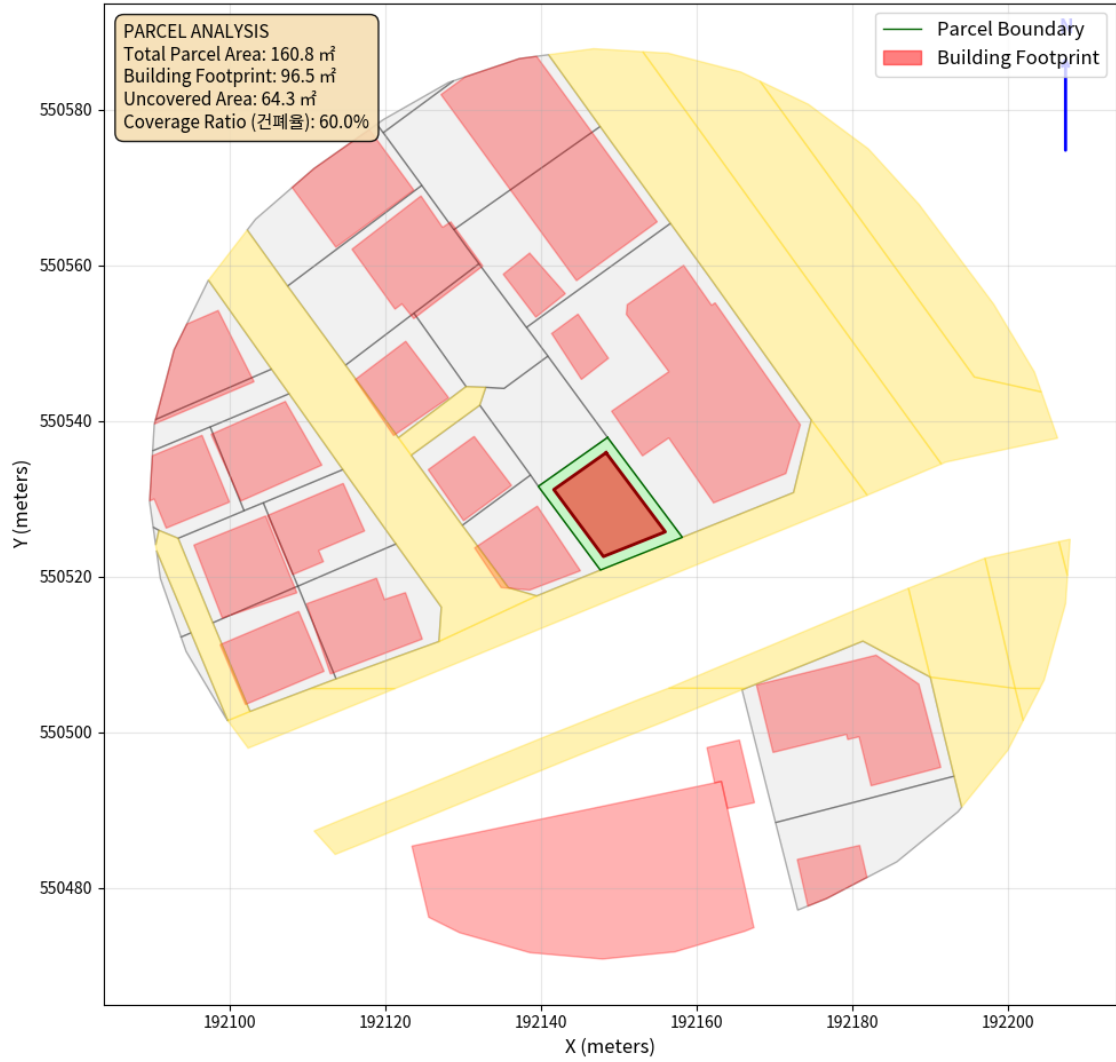 PARCEL ANALYSIS
Total Parcel Area: 160.8 ㎡
Building Footprint: 96.5 ㎡
Uncovered Area: 64.3 ㎡
Coverage Ratio (건폐율): 60.0%
Parcel Boundary
Building Footprint
N
550580
550560
550540
550520
550500
550480
Y (meters)
192100
192120
192140
192160
192180
192200
X (meters)